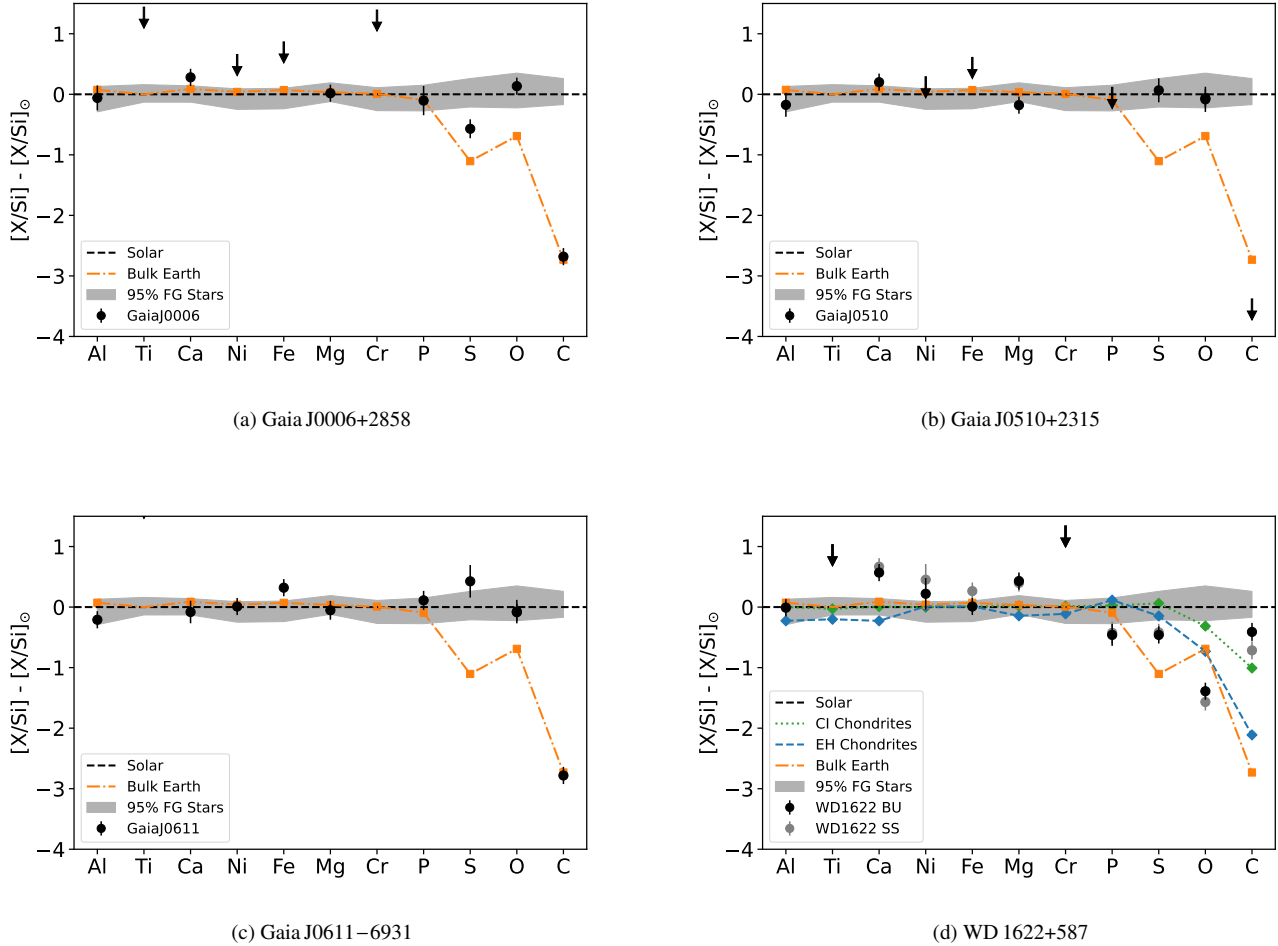 [X/Si] - [X/Si]⊙
1
0
−1
−2
−3
−4
Solar
Bulk Earth
95% FG Stars
GaiaJ0006
Al Ti Ca Ni Fe Mg Cr P S O C
(a) Gaia J0006+2858
[X/Si] - [X/Si]⊙
1
0
−1
−2
−3
−4
Solar
Bulk Earth
95% FG Stars
GaiaJ0510
Al Ti Ca Ni Fe Mg Cr P S O C
(b) Gaia J0510+2315
[X/Si] - [X/Si]⊙
1
0
−1
−2
−3
−4
Solar
Bulk Earth
95% FG Stars
GaiaJ0611
Al Ti Ca Ni Fe Mg Cr P S O C
(c) Gaia J0611−6931
[X/Si] - [X/Si]⊙
1
0
−1
−2
−3
−4
Solar
CI Chondrites
EH Chondrites
Bulk Earth
95% FG Stars
WD1622 BU
WD1622 SS
Al Ti Ca Ni Fe Mg Cr P S O C
(d) WD 1622+587